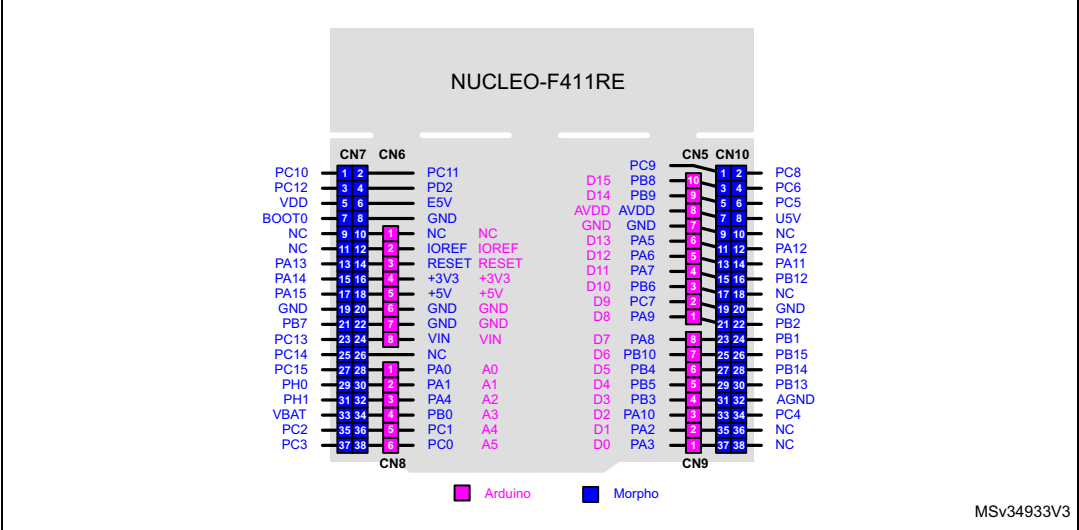 NUCLEO-F411RE
CN7 CN6 CN5 CN10
PC9
PC10 1 2 PC11 1 2 PC8
PC12 3 4 PD2 D15 PB8 10 3 4 PC6
VDD 5 6 E5V D14 PB9 9 5 6 PC5
BOOT0 7 8 GND AVDD AVDD 8 7 8 U5V
NC 9 10 1 NC NC GND GND 7 9 10 NC
NC 11 12 2 IOREF IOREF D13 PA5 6 11 12 PA12
PA13 13 14 3 RESET RESET D12 PA6 5 13 14 PA11
PA14 15 16 4 +3V3 +3V3 D11 PA7 4 15 16 PB12
PA15 17 18 5 +5V +5V D10 PB6 3 17 18 NC
GND 19 20 6 GND GND D9 PC7 2 19 20 GND
PB7 21 22 7 GND GND D8 PA9 1 21 22 PB2
PC13 23 24 8 VIN VIN D7 PA8 8 23 24 PB1
PC14 25 26 NC D6 PB10 7 25 26 PB15
PC15 27 28 1 PA0 A0 D5 PB4 6 27 28 PB14
PH0 29 30 2 PA1 A1 D4 PB5 5 29 30 PB13
PH1 31 32 3 PA4 A2 D3 PB3 4 31 32 AGND
VBAT 33 34 4 PB0 A3 D2 PA10 3 33 34 PC4
PC2 35 36 5 PC1 A4 D1 PA2 2 35 36 NC
PC3 37 38 6 PC0 A5 D0 PA3 1 37 38 NC
CN8 CN9
Arduino Morpho
MSv34933V3